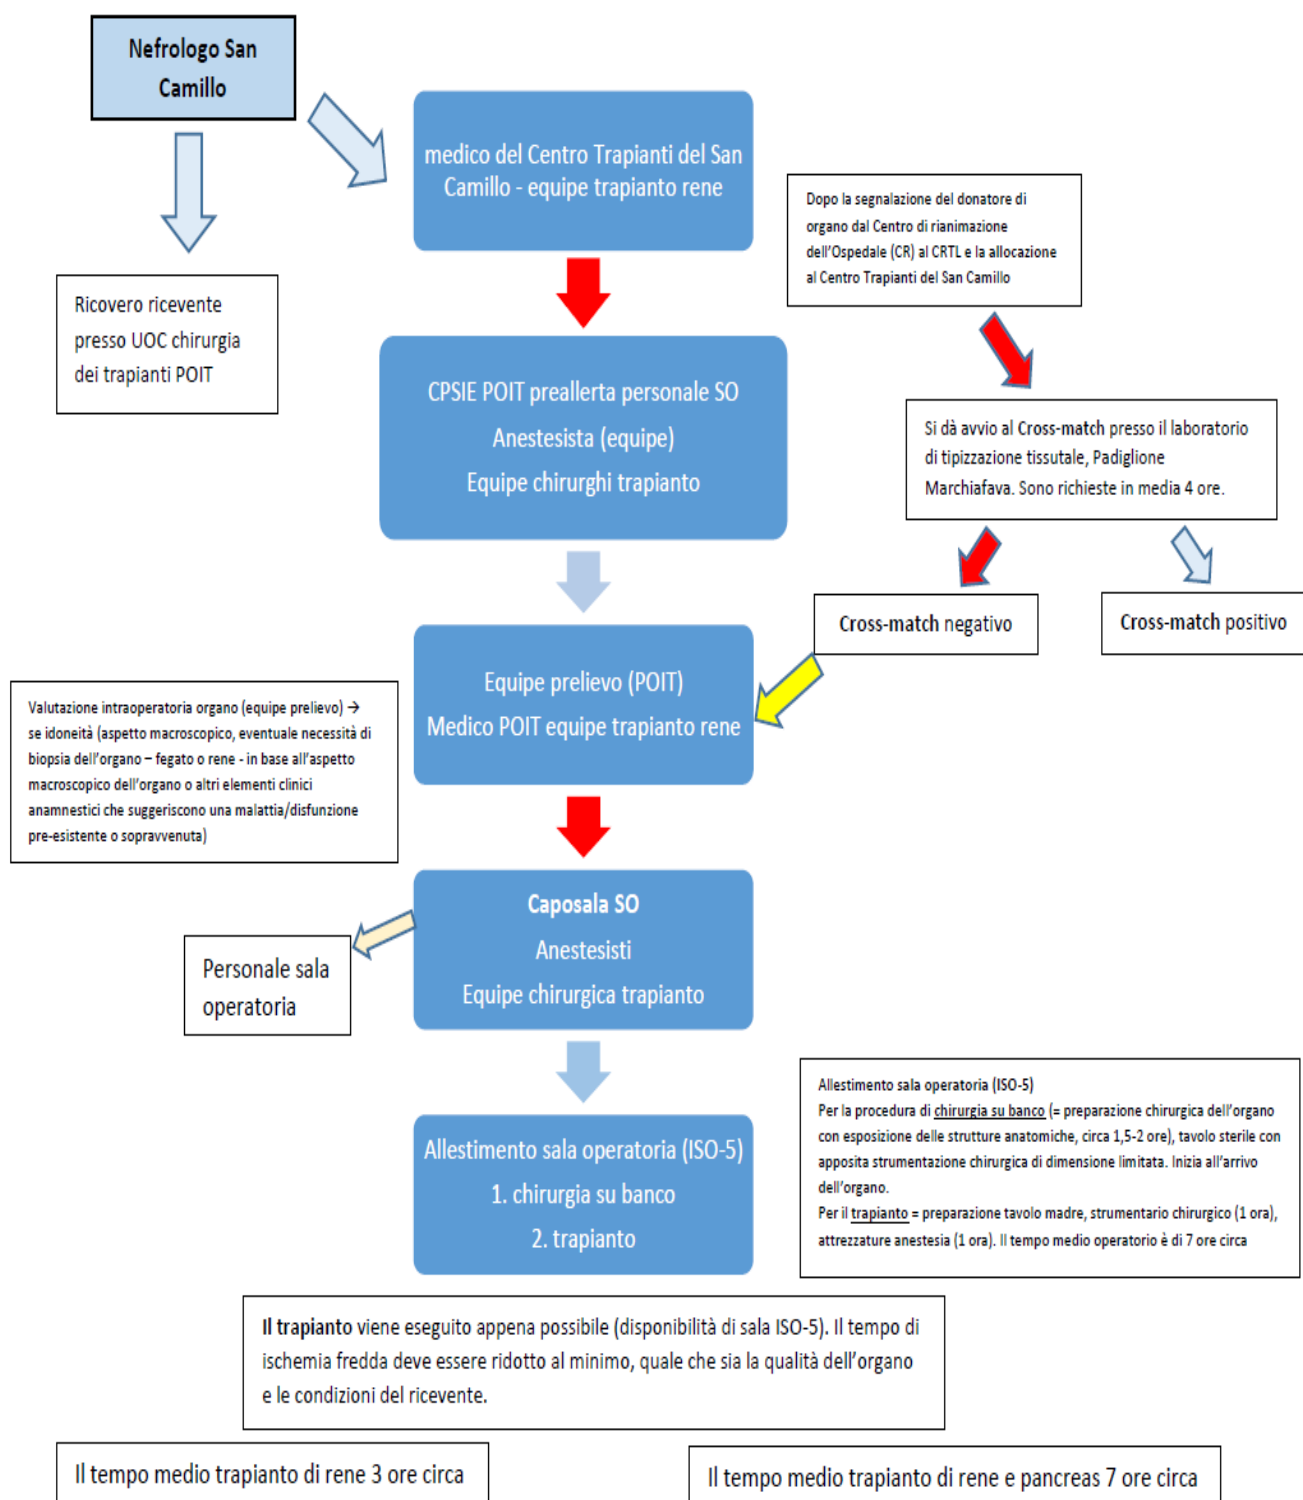 Nefrologo San
Camillo
medico del Centro Trapianti del San
Camillo - equipe trapianto rene
Dopo la segnalazione del donatore di
organo dal Centro di rianimazione
dell'Ospedale (CR) al CRTL e la allocazione
al Centro Trapianti del San Camillo
Ricovero ricevente
presso UOC chirurgia
dei trapianti POIT
CPSIE POIT preallerta personale SO
Anestesista (equipe)
Equipe chirurghi trapianto
Si dà avvio al Cross-match presso il laboratorio
di tipizzazione tissutale, Padiglione
Marchiafava. Sono richieste in media 4 ore.
Cross-match negativo
Cross-match positivo
Equipe prelievo (POIT)
Medico POIT equipe trapianto rene
Valutazione intraoperatoria organo (equipe prelievo) →
se idoneità (aspetto macroscopico, eventuale necessità di
biopsia dell'organo – fegato o rene - in base all'aspetto
macroscopico dell'organo o altri elementi clinici
anamnestici che suggeriscono una malattia/disfunzione
pre-esistente o sopravvenuta)
Caposala SO
Anestesisti
Equipe chirurgica trapianto
Personale sala
operatoria
Allestimento sala operatoria (ISO-5)
1. chirurgia su banco
2. trapianto
Allestimento sala operatoria (ISO-5)
Per la procedura di chirurgia su banco (= preparazione chirurgica dell'organo
con esposizione delle strutture anatomiche, circa 1,5-2 ore), tavolo sterile con
apposita strumentazione chirurgica di dimensione limitata. Inizia all'arrivo
dell'organo.
Per il trapianto = preparazione tavolo madre, strumentario chirurgico (1 ora),
attrezzature anestesia (1 ora). Il tempo medio operatorio è di 7 ore circa
Il trapianto viene eseguito appena possibile (disponibilità di sala ISO-5). Il tempo di
ischemia fredda deve essere ridotto al minimo, quale che sia la qualità dell'organo
e le condizioni del ricevente.
Il tempo medio trapianto di rene 3 ore circa
Il tempo medio trapianto di rene e pancreas 7 ore circa